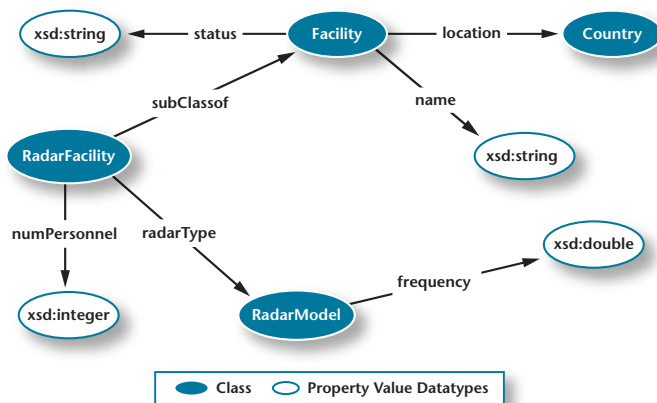 xsd:string
status
Facility
location
Country
subClassof
name
RadarFacility
xsd:string
numPersonnel
radarType
xsd:double
frequency
xsd:integer
RadarModel
Class
Property Value Datatypes